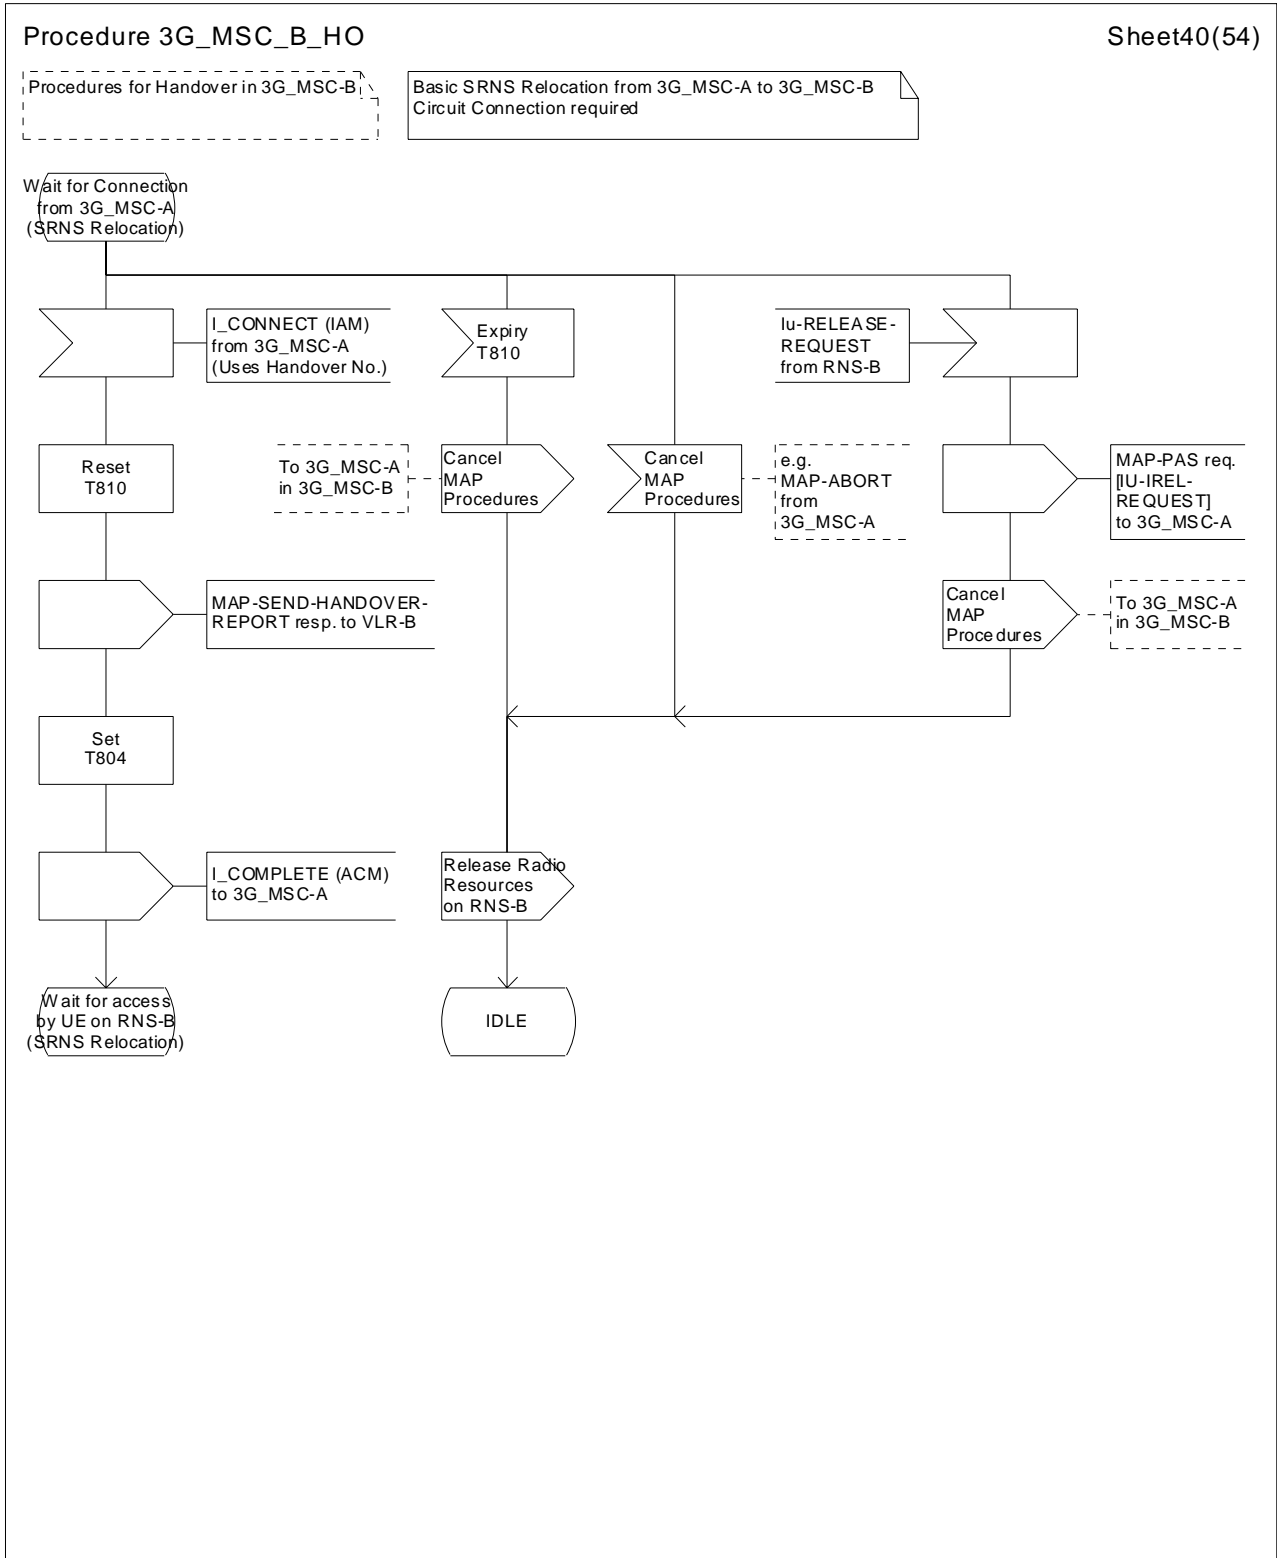 Procedure 3G_MSC_B_HO
Sheet40(54)
Procedures for Handover in 3G_MSC-B
Basic SRNS Relocation from 3G_MSC-A to 3G_MSC-B
Circuit Connection required
Wait for Connection
from 3G_MSC-A
(SRNS Relocation)
I_CONNECT (IAM)
from 3G_MSC-A
(Uses Handover No.)
Expiry
T810
Iu-RELEASE-
REQUEST
from RNS-B
Reset
T810
To 3G_MSC-A
in 3G_MSC-B
Cancel
MAP
Procedures
Cancel
MAP
Procedures
e.g.
MAP-ABORT
from
3G_MSC-A
MAP-PAS req.
[IU-IREL-
REQUEST]
to 3G_MSC-A
MAP-SEND-HANDOVER-
REPORT resp. to VLR-B
Cancel
MAP
Procedures
To 3G_MSC-A
in 3G_MSC-B
Set
T804
I_COMPLETE (ACM)
to 3G_MSC-A
Release Radio
Resources
on RNS-B
Wait for access
by UE on RNS-B
(SRNS Relocation)
IDLE